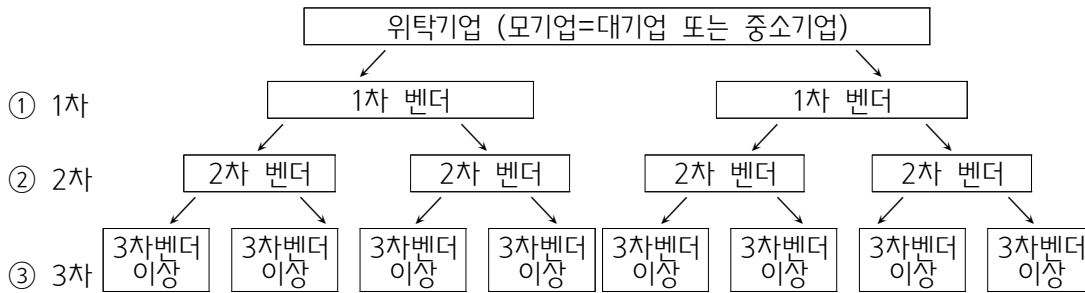 위탁기업 (모기업=대기업 또는 중소기업)
① 1차 1차 벤더 1차 벤더
② 2차 2차 벤더 2차 벤더 2차 벤더 2차 벤더
③ 3차 3차벤더 3차벤더 3차벤더 3차벤더 3차벤더 3차벤더 3차벤더 3차벤더
이상 이상 이상 이상 이상 이상 이상 이상